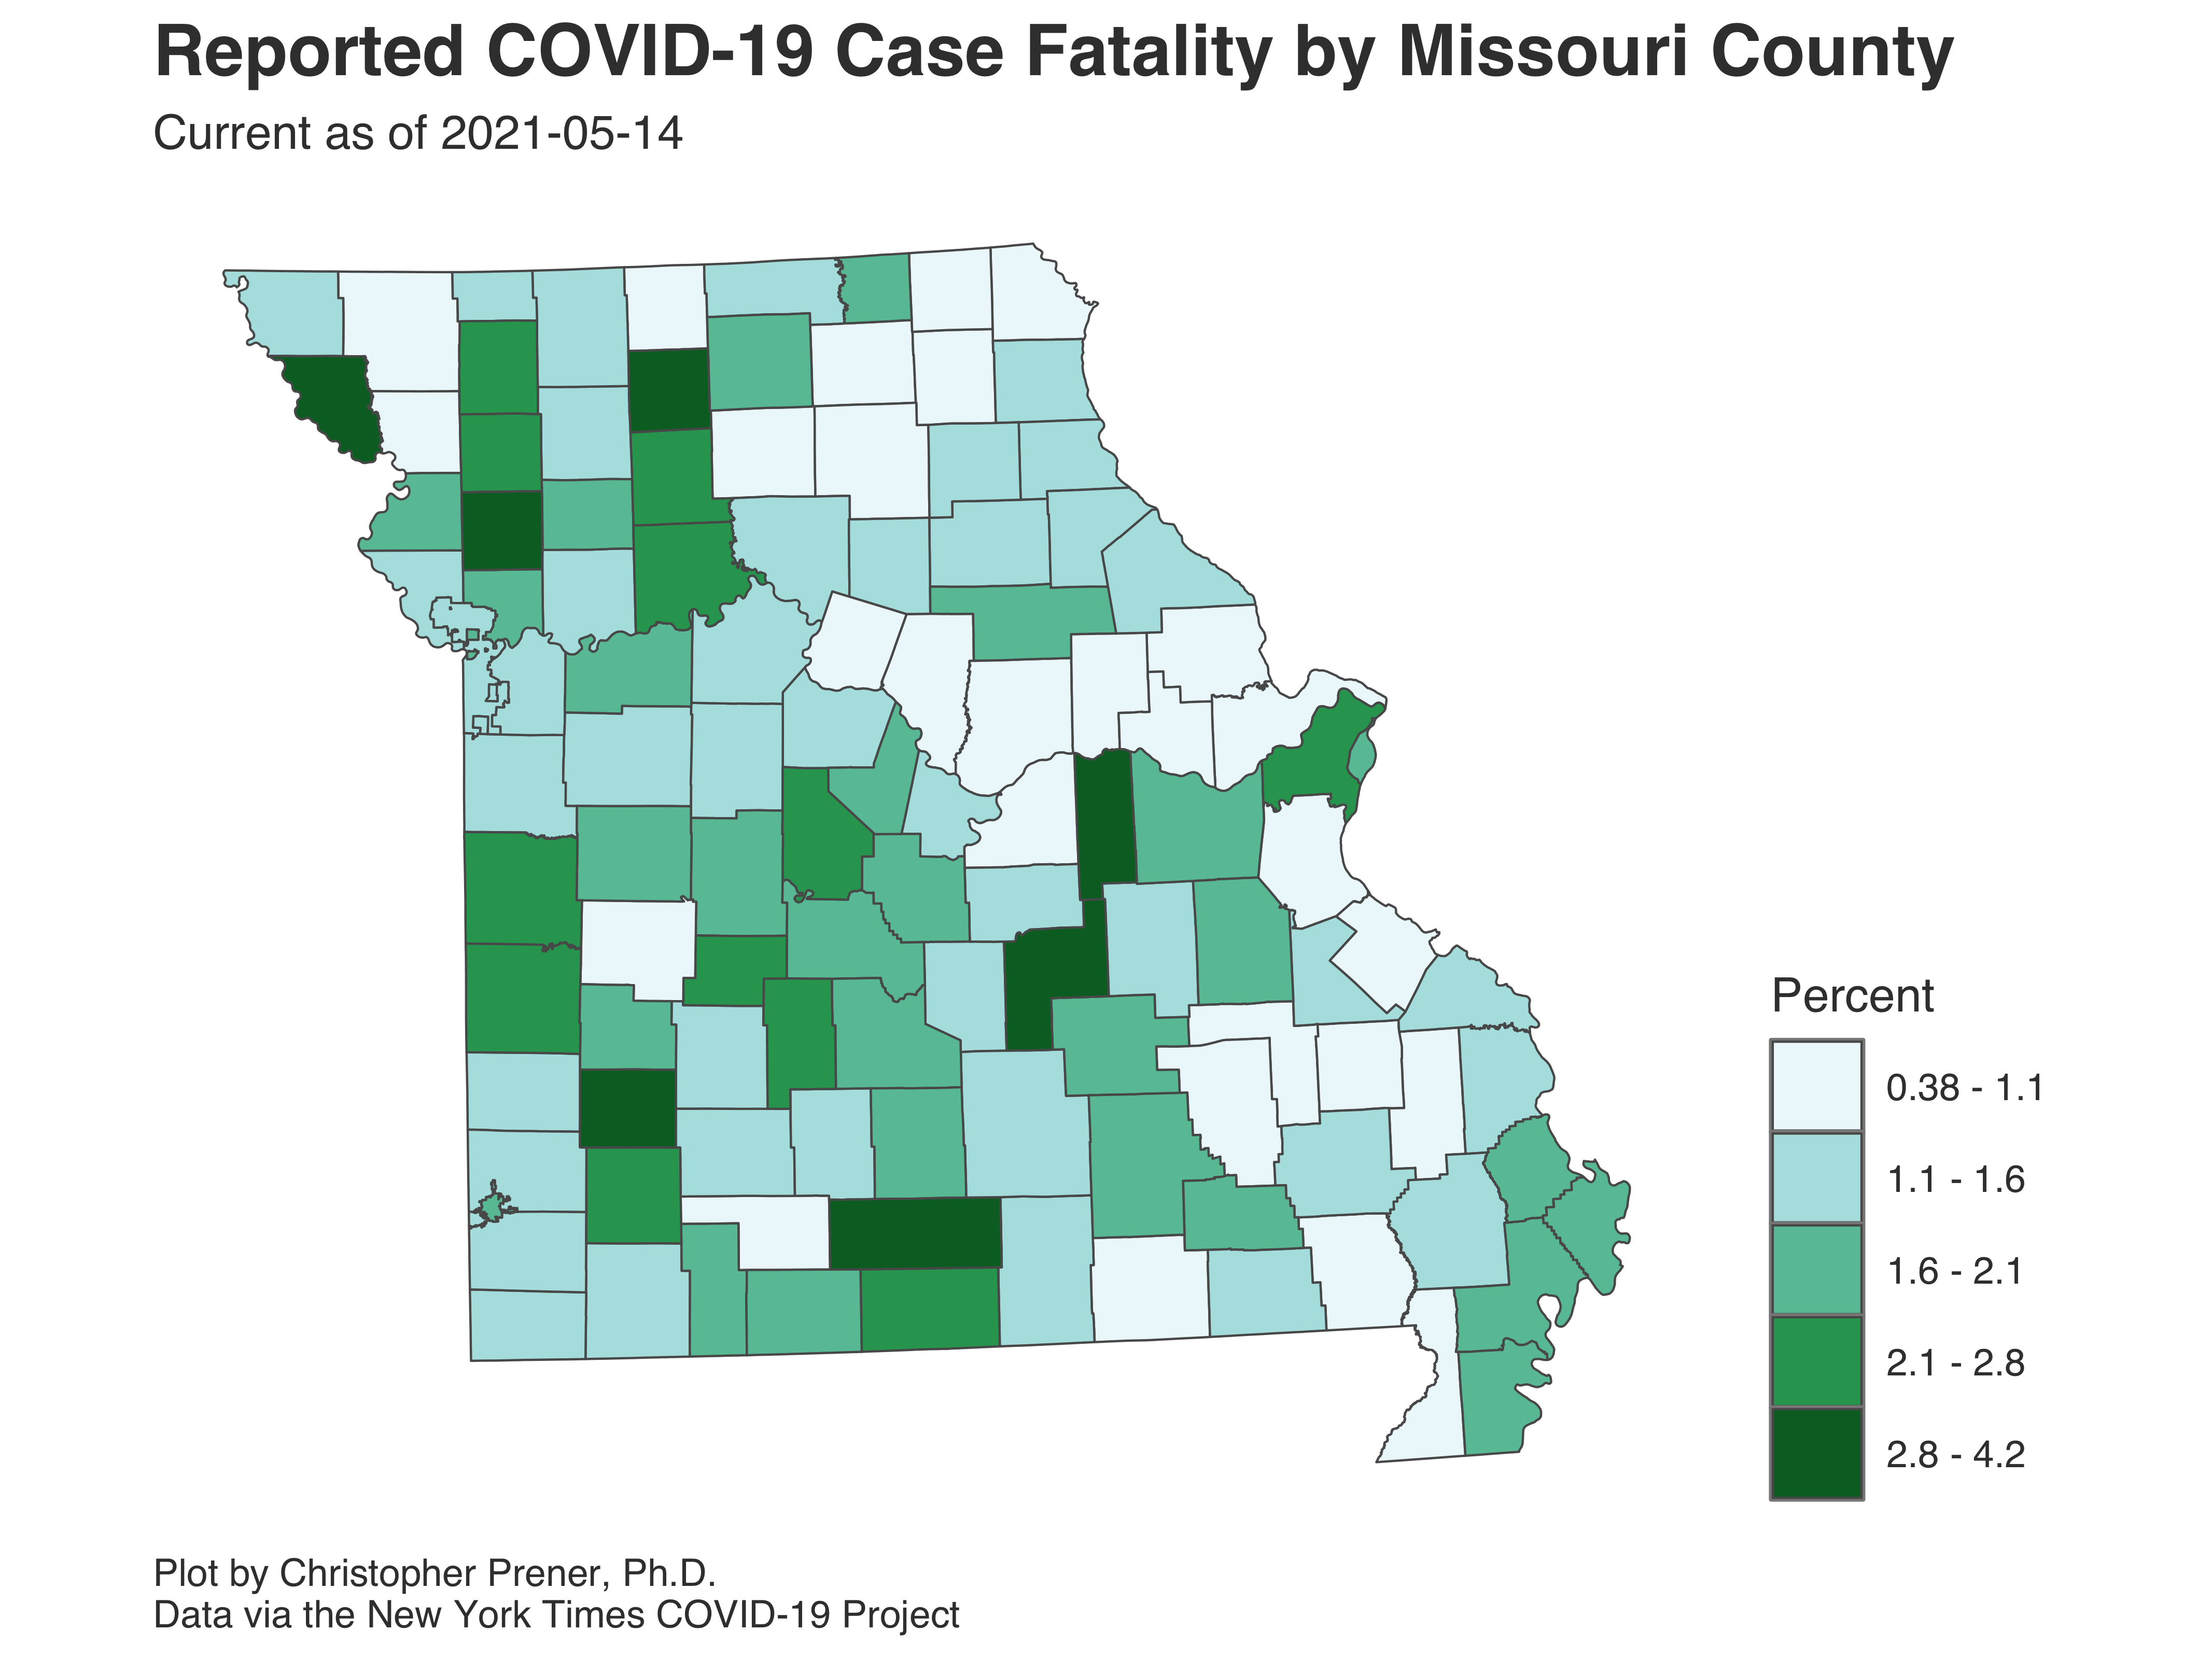 Reported COVID-19 Case Fatality by Missouri County
Current as of 2021-05-14
Percent
0.38 - 1.1
1.1 - 1.6
1.6 - 2.1
2.1 - 2.8
2.8 - 4.2
Plot by Christopher Prener, Ph.D.
Data via the New York Times COVID-19 Project